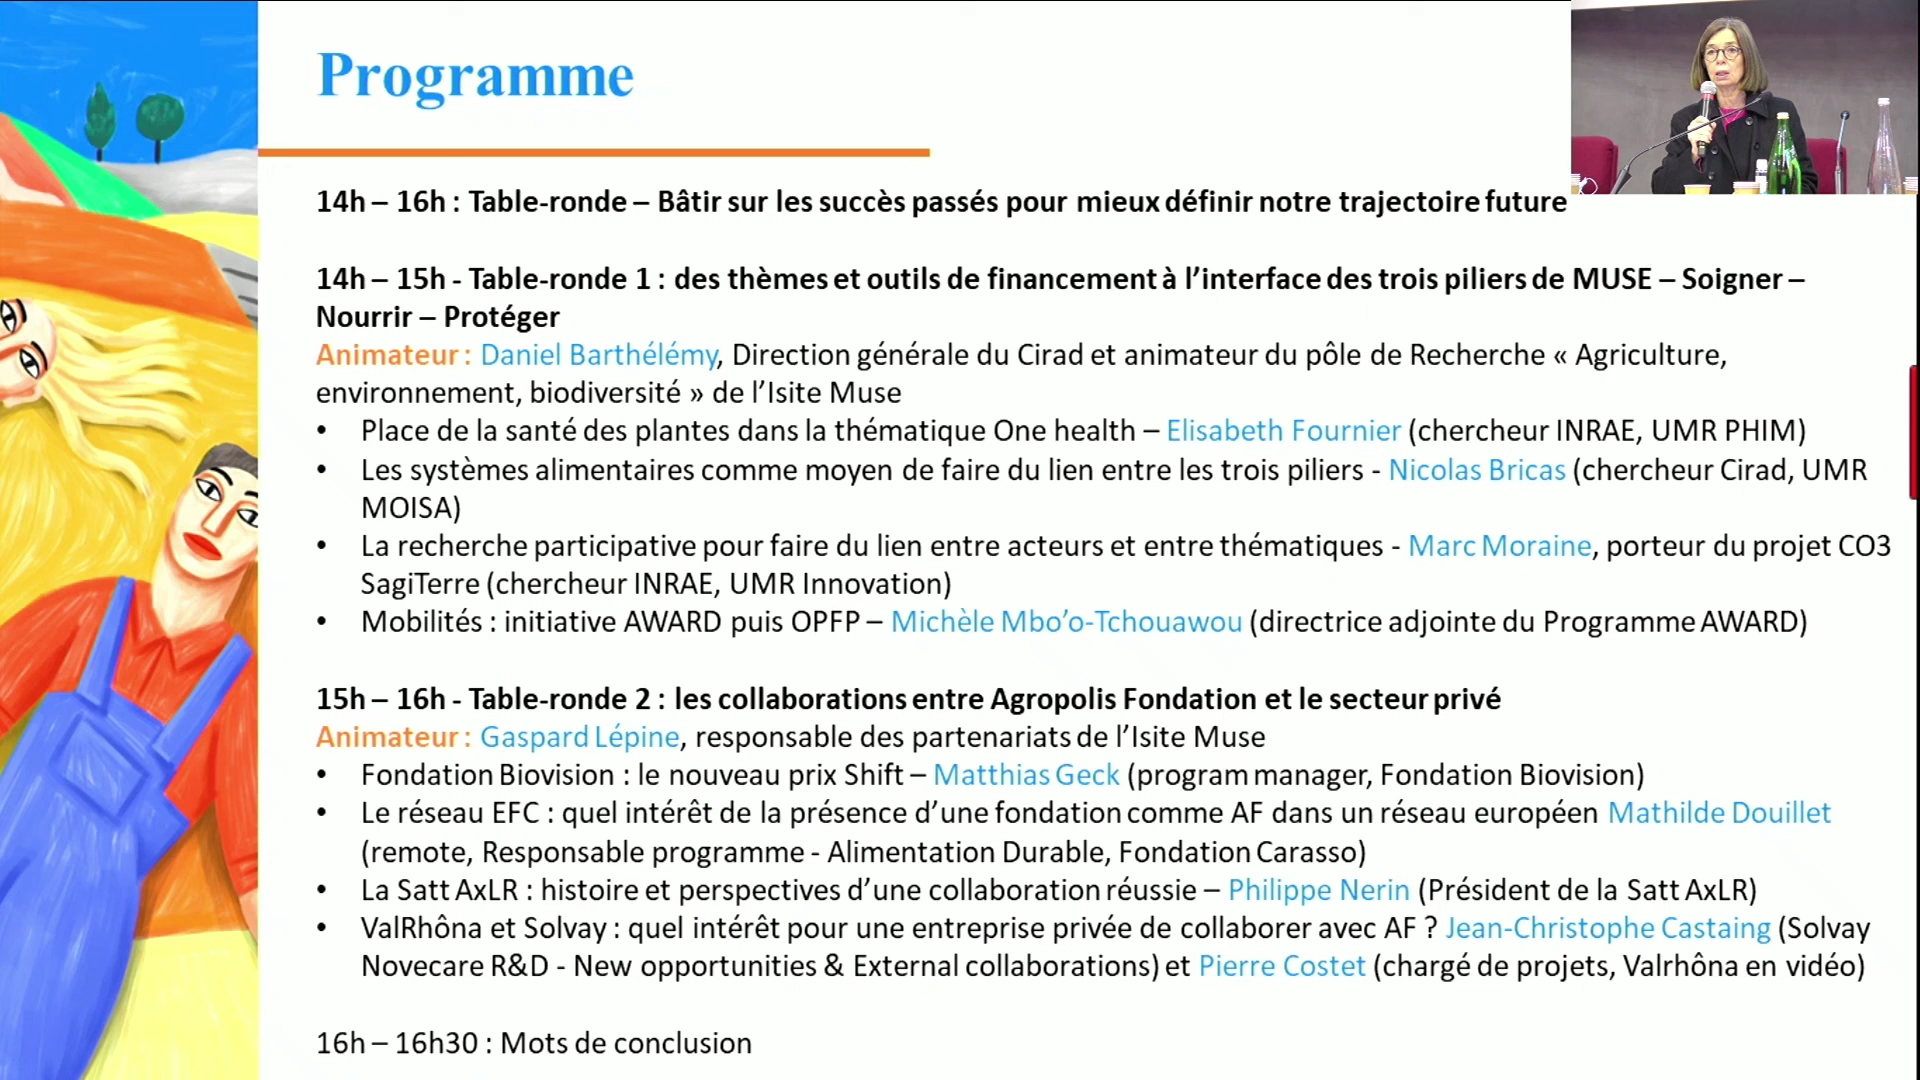 Programme
14h – 16h : Table-ronde – Bâtir sur les succès passés pour mieux définir notre trajectoire future
14h – 15h - Table-ronde 1 : des thèmes et outils de financement à l’interface des trois piliers de MUSE – Soigner –
Nourrir – Protéger
Animateur : Daniel Barthélémy, Direction générale du Cirad et animateur du pôle de Recherche « Agriculture,
environnement, biodiversité » de l’Isite Muse
• Place de la santé des plantes dans la thématique One health – Elisabeth Fournier (chercheur INRAE, UMR PHIM)
• Les systèmes alimentaires comme moyen de faire du lien entre les trois piliers - Nicolas Bricas (chercheur Cirad, UMR
MOISA)
• La recherche participative pour faire du lien entre acteurs et entre thématiques - Marc Moraine, porteur du projet CO3
SagiTerre (chercheur INRAE, UMR Innovation)
• Mobilités : initiative AWARD puis OPFP – Michèle Mbo’o-Tchouawou (directrice adjointe du Programme AWARD)
15h – 16h - Table-ronde 2 : les collaborations entre Agropolis Fondation et le secteur privé
Animateur : Gaspard Lépine, responsable des partenariats de l’Isite Muse
• Fondation Biovision : le nouveau prix Shift – Matthias Geck (program manager, Fondation Biovision)
• Le réseau EFC : quel intérêt de la présence d’une fondation comme AF dans un réseau européen Mathilde Douillet
(remote, Responsable programme - Alimentation Durable, Fondation Carasso)
• La Satt AxLR : histoire et perspectives d’une collaboration réussie – Philippe Nerin (Président de la Satt AxLR)
• ValRhôna et Solvay : quel intérêt pour une entreprise privée de collaborer avec AF ? Jean-Christophe Castaing (Solvay
Novecare R&D - New opportunities & External collaborations) et Pierre Costet (chargé de projets, Valrhôna en vidéo)
16h – 16h30 : Mots de conclusion